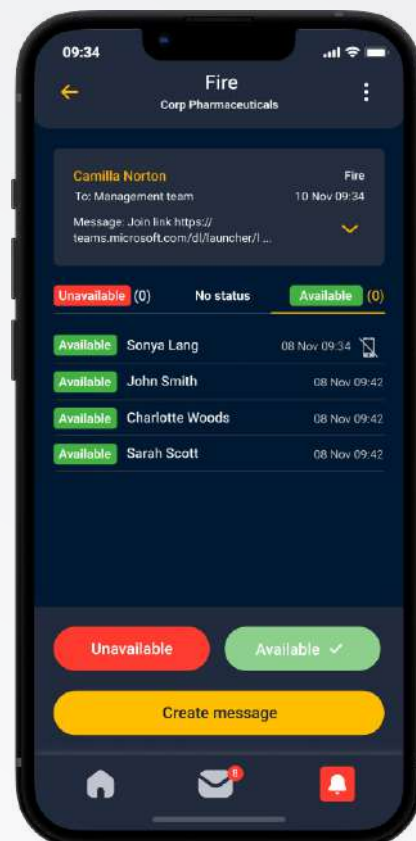 09:34
Fire
Corp Pharmaceuticals
Camilla Norton Fire
To: Management team 10 Nov 09:34
Message: Join link https://
teams.microsoft.com/dl/launcher/l ...
Unavailable (0) No status Available (0)
Available Sonya Lang 08 Nov 09:34
Available John Smith 08 Nov 09:42
Available Charlotte Woods 08 Nov 09:42
Available Sarah Scott 08 Nov 09:42
Unavailable Available
Create message
8